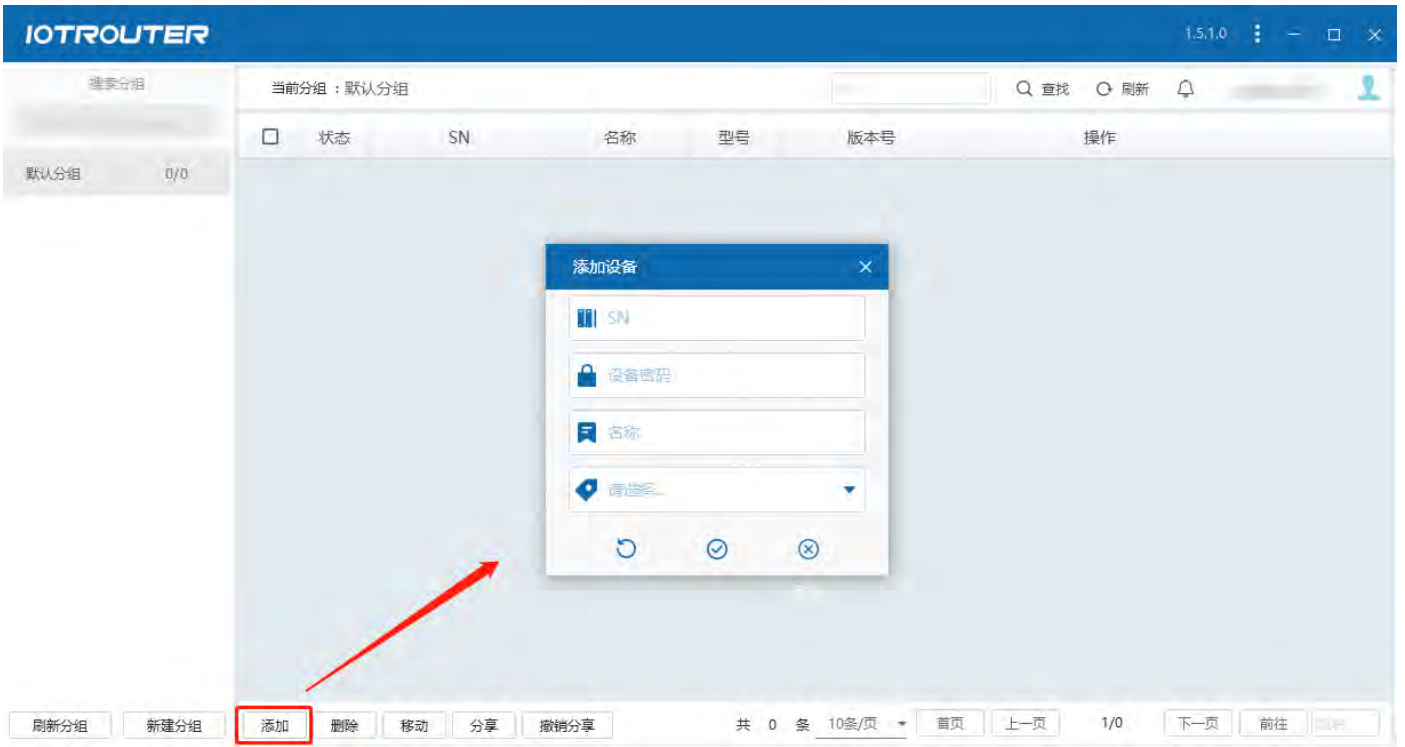 IOTROUTER
1.5.1.0
搜索分组
当前分组：默认分组
查找
刷新
状态 SN 名称 型号 版本号 操作
默认分组 0/0
添加设备
SN
设备密码
名称
请选择...
刷新分组 新建分组 添加 删除 移动 分享 撤销分享 共 0 条 10条/页 首页 上一页 1/0 下一页 前往